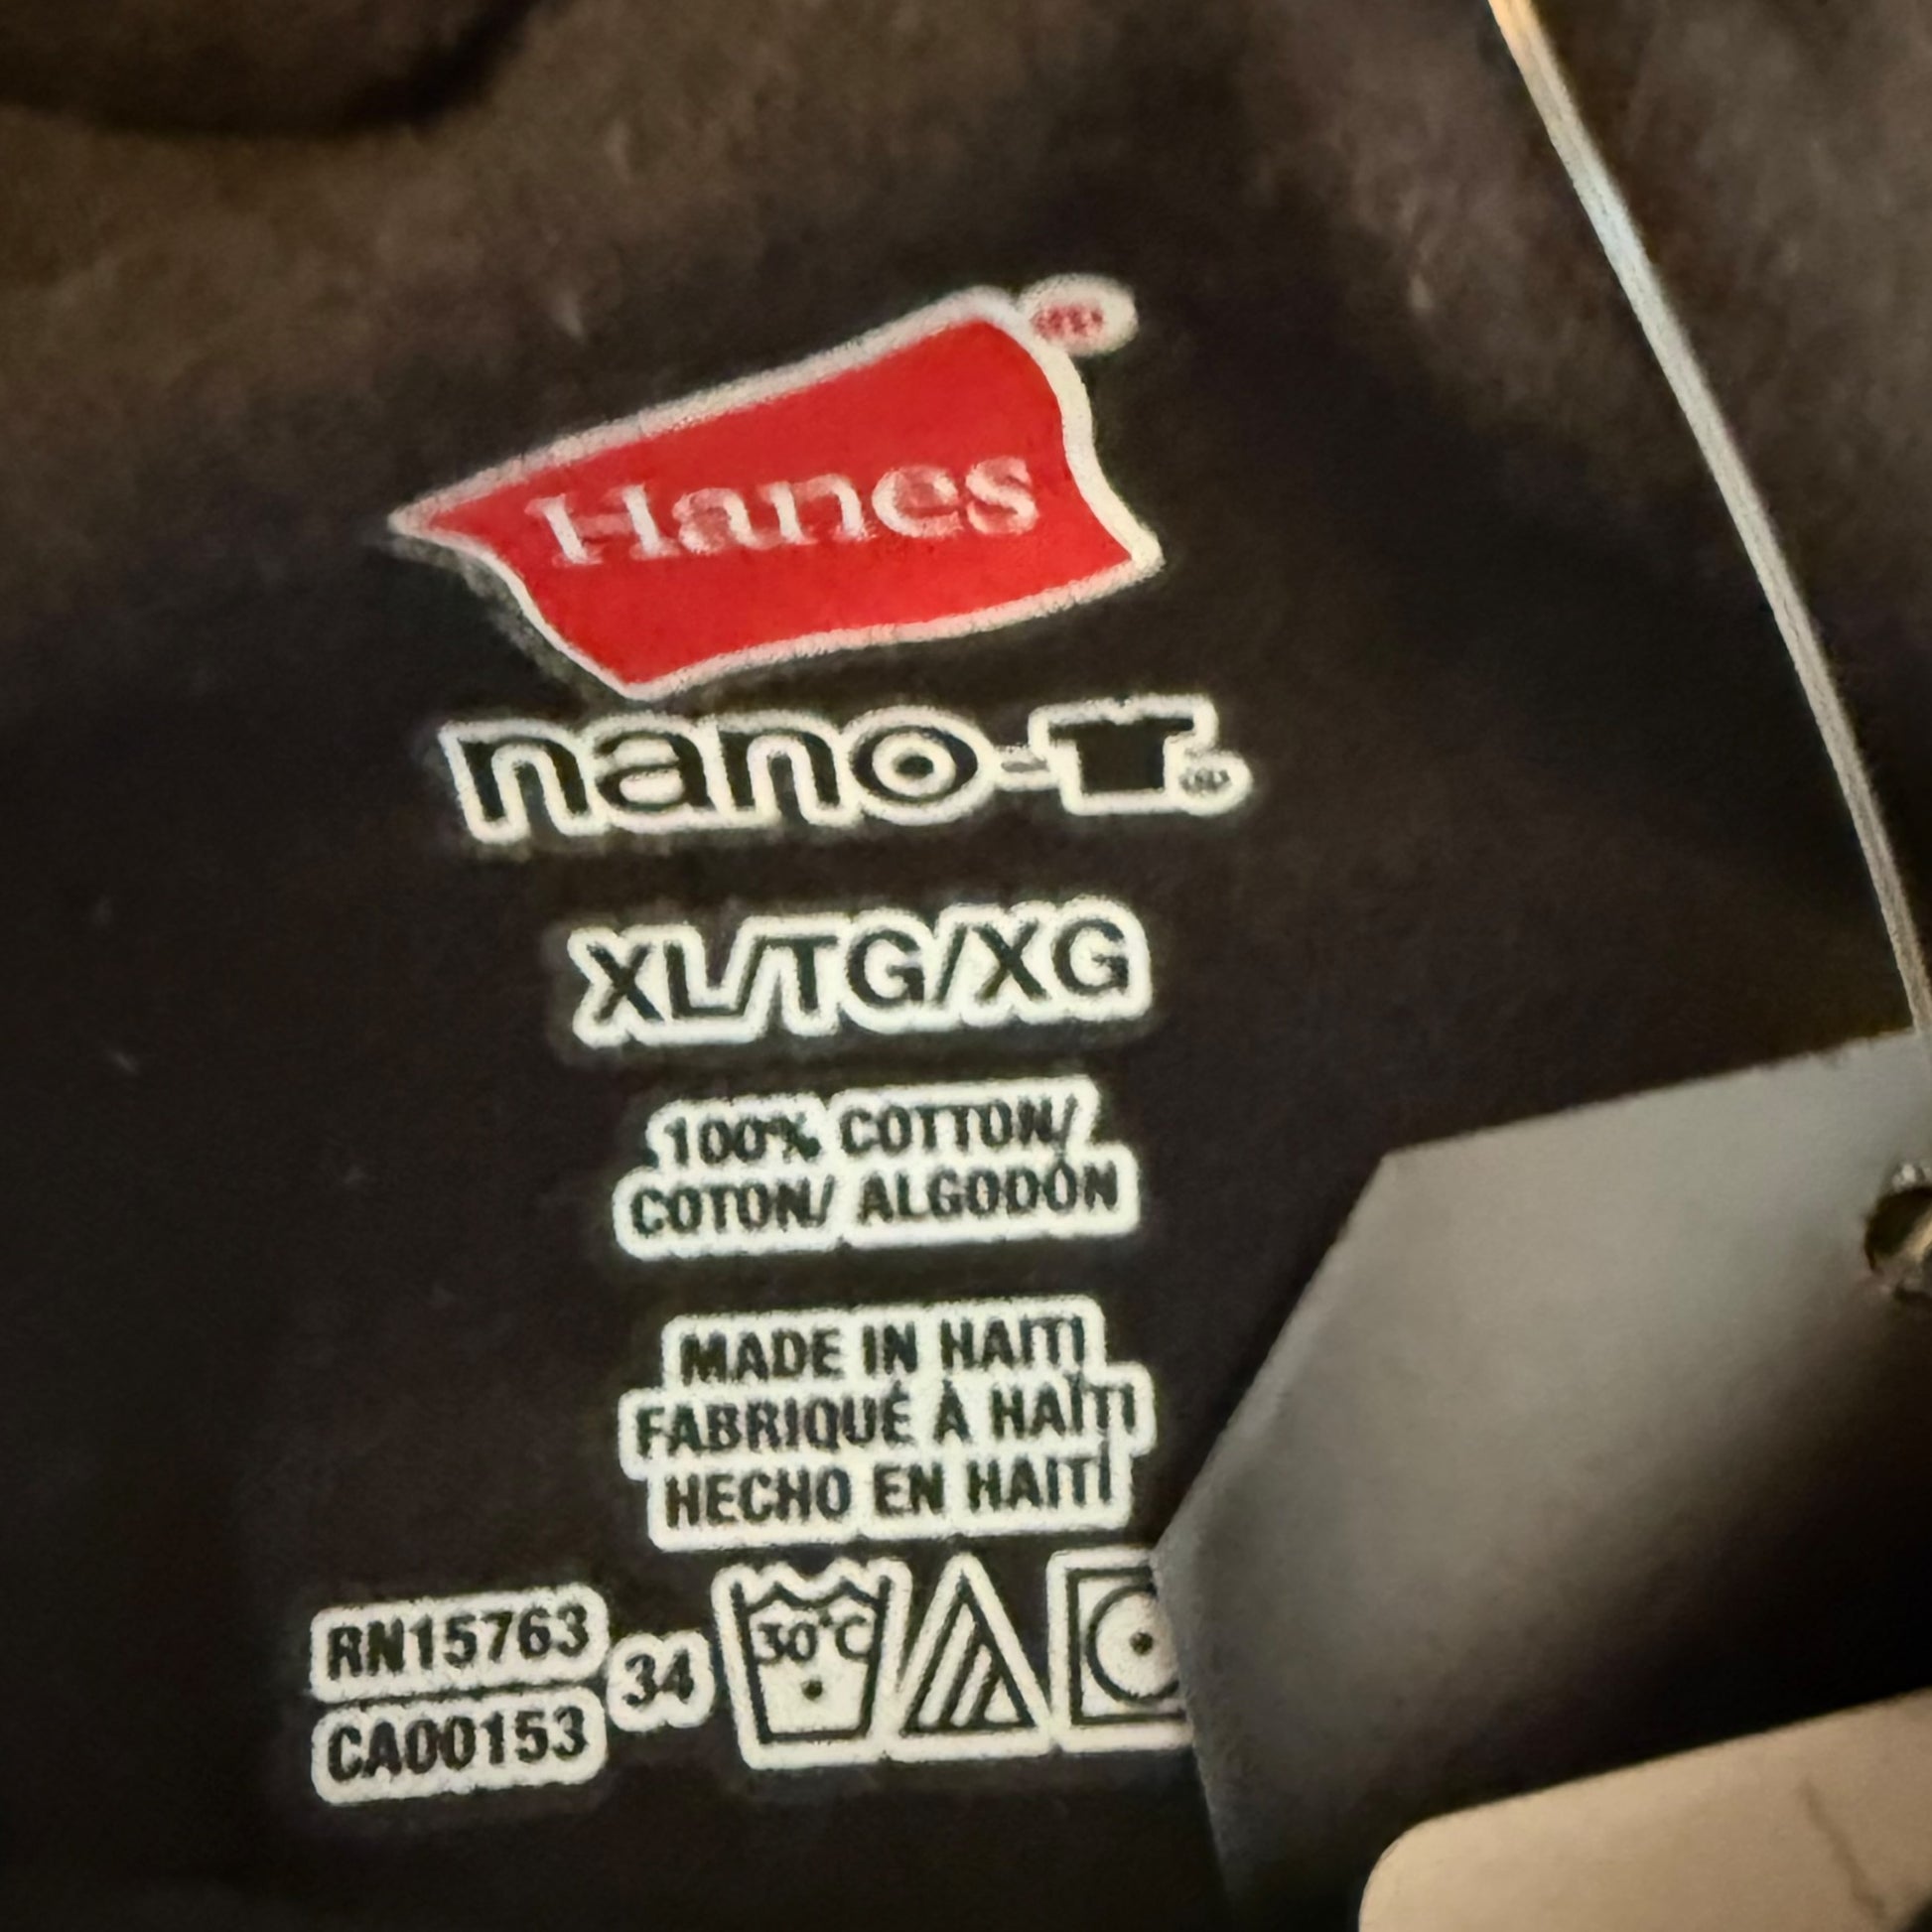 Hanes®
nano-T®
XL/TG/XG
100% COTTON/
COTON/ ALGODÓN
MADE IN HAITI
FABRIQUÉ À HAÏTI
HECHO EN HAITÍ
RN15763
CA00153
34
30°C